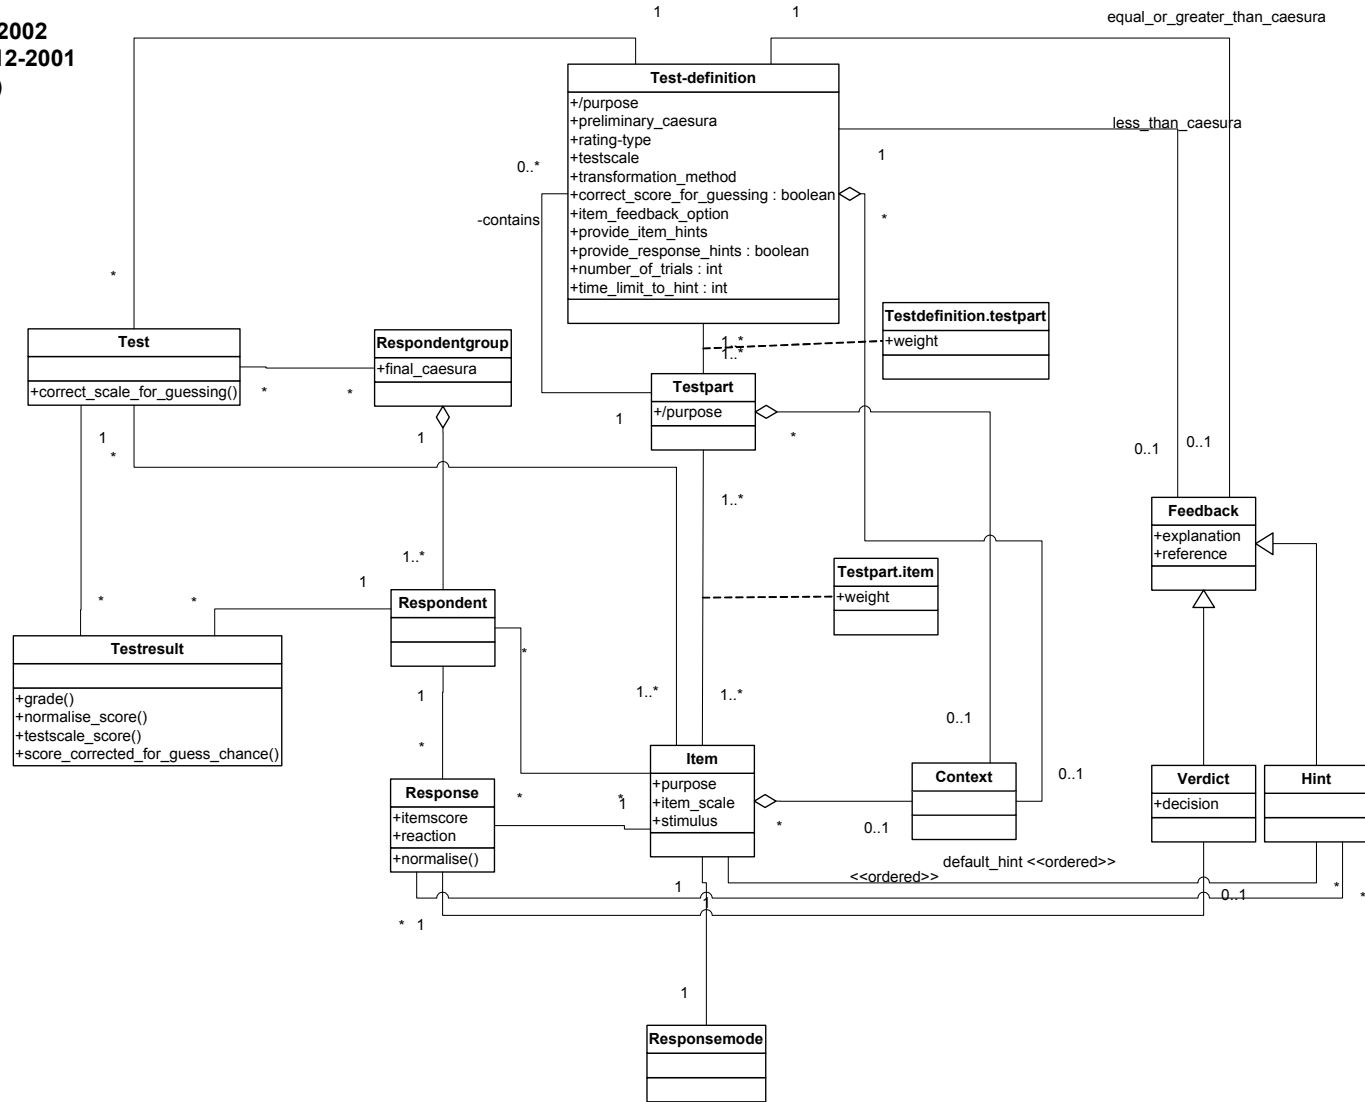 2002
12-2001
)
1
1
equal_or_greater_than_caesura
Test-definition
+/purpose
+preliminary_caesura
+rating-type
+testscale
+transformation_method
+correct_score_for_guessing : boolean
+item_feedback_option
+provide_item_hints
+provide_response_hints : boolean
+number_of_trials : int
+time_limit_to_hint : int
less_than_caesura
1
0..*
*
-contains
*
Testdefinition.testpart
+weight
Test
+correct_scale_for_guessing()
Respondentgroup
+final_caesura
1..*
1..*
Testpart
+/purpose
*
*
1
1
1
*
*
0..1
0..1
1..*
Feedback
+explanation
+reference
1..*
Testpart.item
+weight
1
*
*
Respondent
Testresult
+grade()
+normalise_score()
+testscale_score()
+score_corrected_for_guess_chance()
*
1
1..*
1..*
0..1
*
Item
+purpose
+item_scale
+stimulus
Context
0..1
Verdict
+decision
Hint
Response
+itemscore
+reaction
+normalise()
*
*
1
*
0..1
default_hint <<ordered>>
<<ordered>>
1
1
0..1
*
*
*
1
1
Responsemode